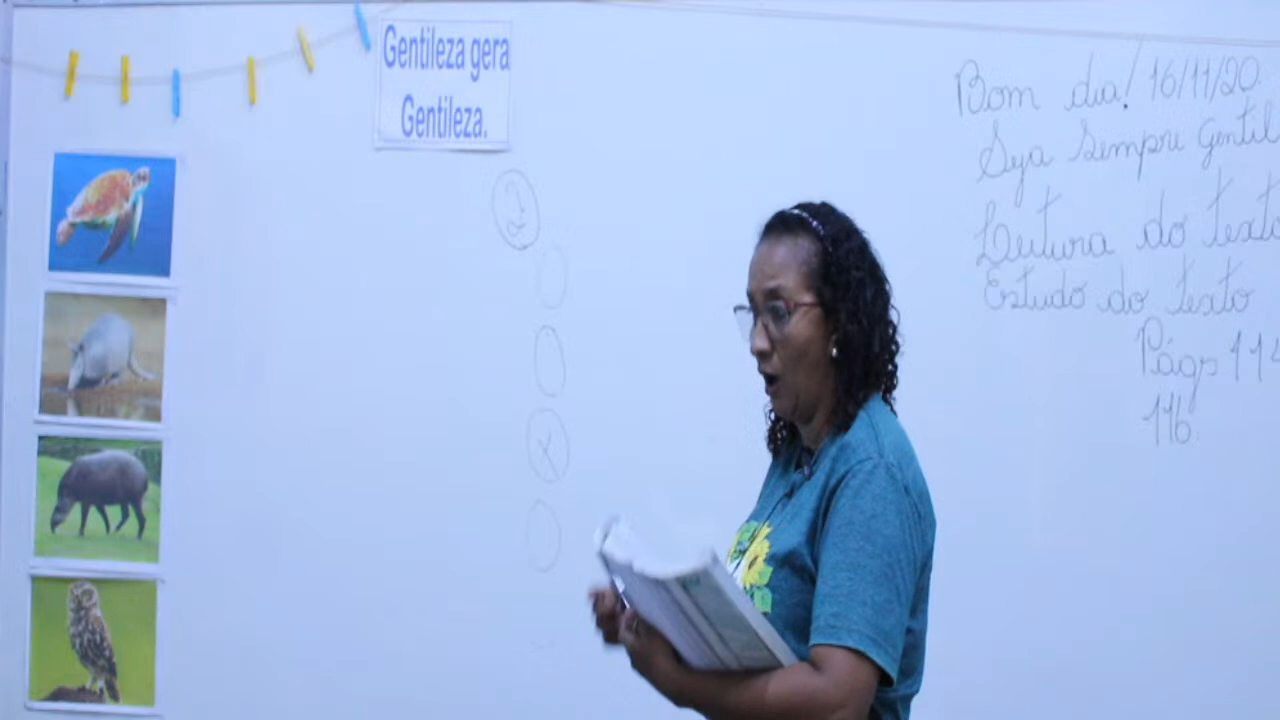 Gentileza gera
Gentileza.
2
X
Bom dia! 16/11/20
Seja sempre gentil
Leitura do texto
Estudo do texto
Págs 114
116.